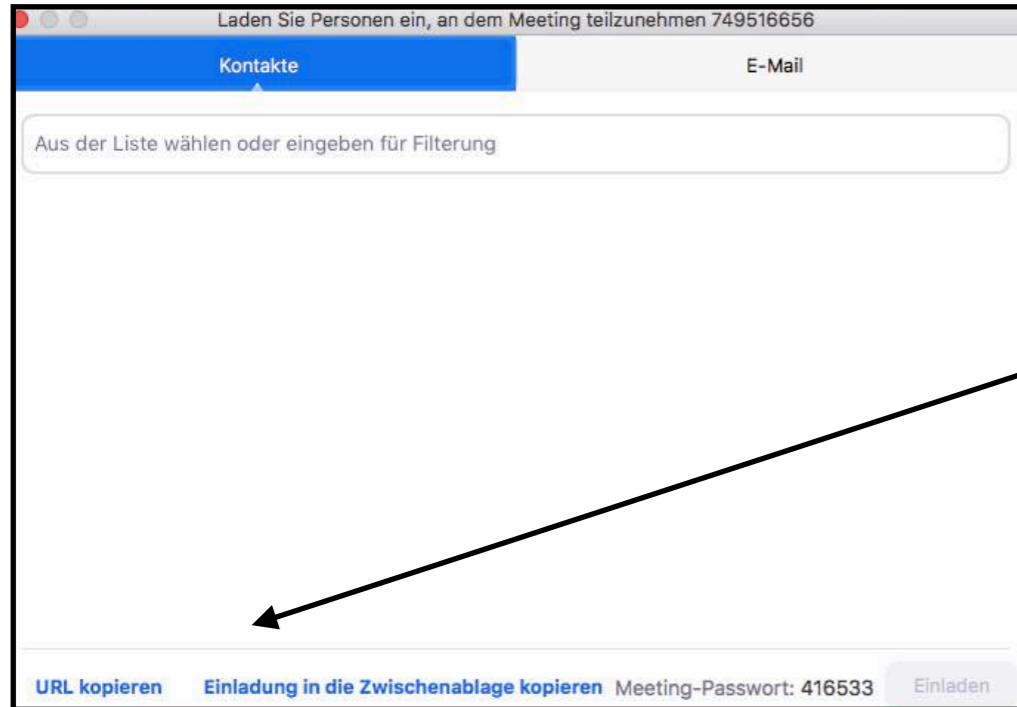 Laden Sie Personen ein, an dem Meeting teilzunehmen 749516656
Kontakte E-Mail
Aus der Liste wählen oder eingeben für Filterung
URL kopieren Einladung in die Zwischenablage kopieren Meeting-Passwort: 416533 Einladen